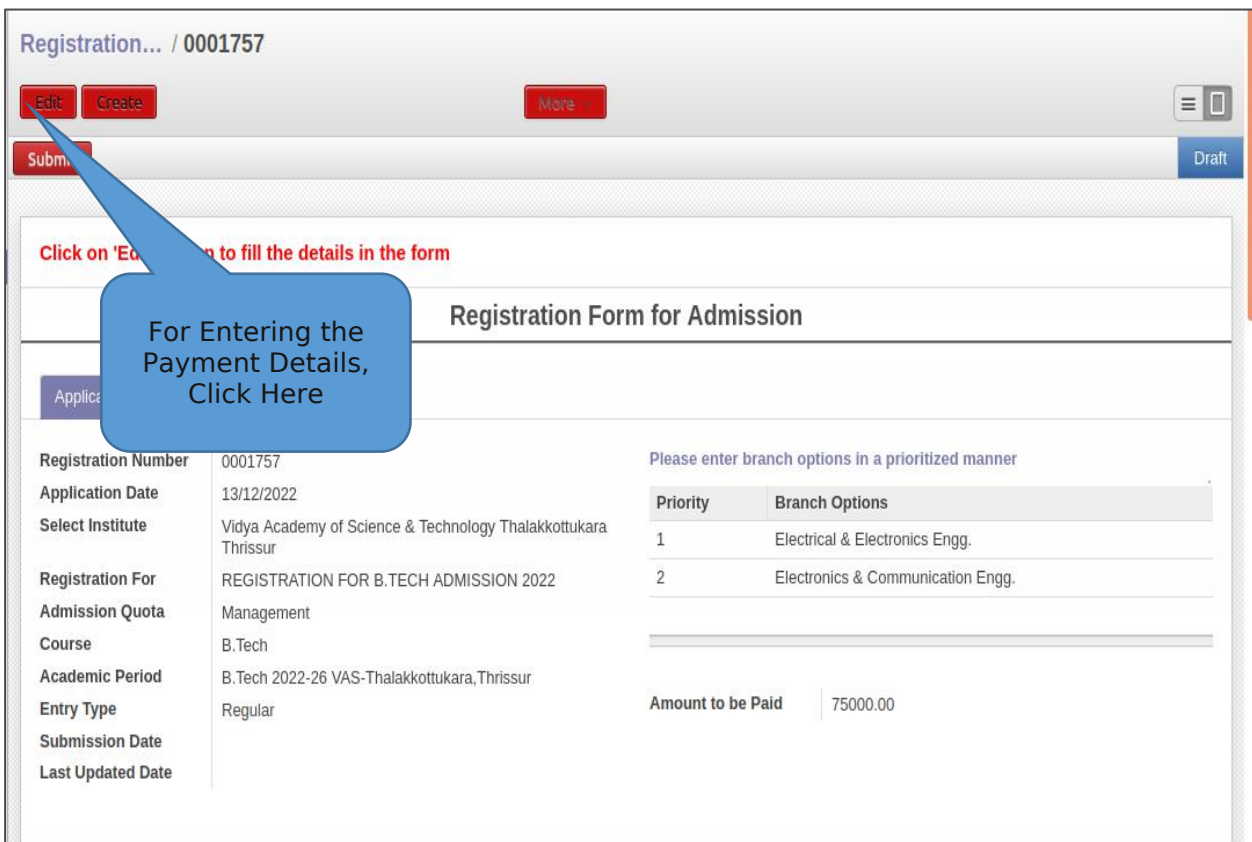 Registration... / 0001757
Edit Create More
Draft
Click on 'Ed to fill the details in the form
Registration Form for Admission
For Entering the
Payment Details,
Click Here
Registration Number 0001757
Application Date 13/12/2022
Select Institute Vidya Academy of Science & Technology Thalakkottukara
Thrissur
Registration For REGISTRATION FOR B.TECH ADMISSION 2022
Admission Quota Management
Course B.Tech
Academic Period B.Tech 2022-26 VAS-Thalakkottukara,Thrissur
Entry Type Regular
Submission Date
Last Updated Date
Please enter branch options in a prioritized manner
Priority Branch Options
1 Electrical & Electronics Engg.
2 Electronics & Communication Engg.
Amount to be Paid 75000.00